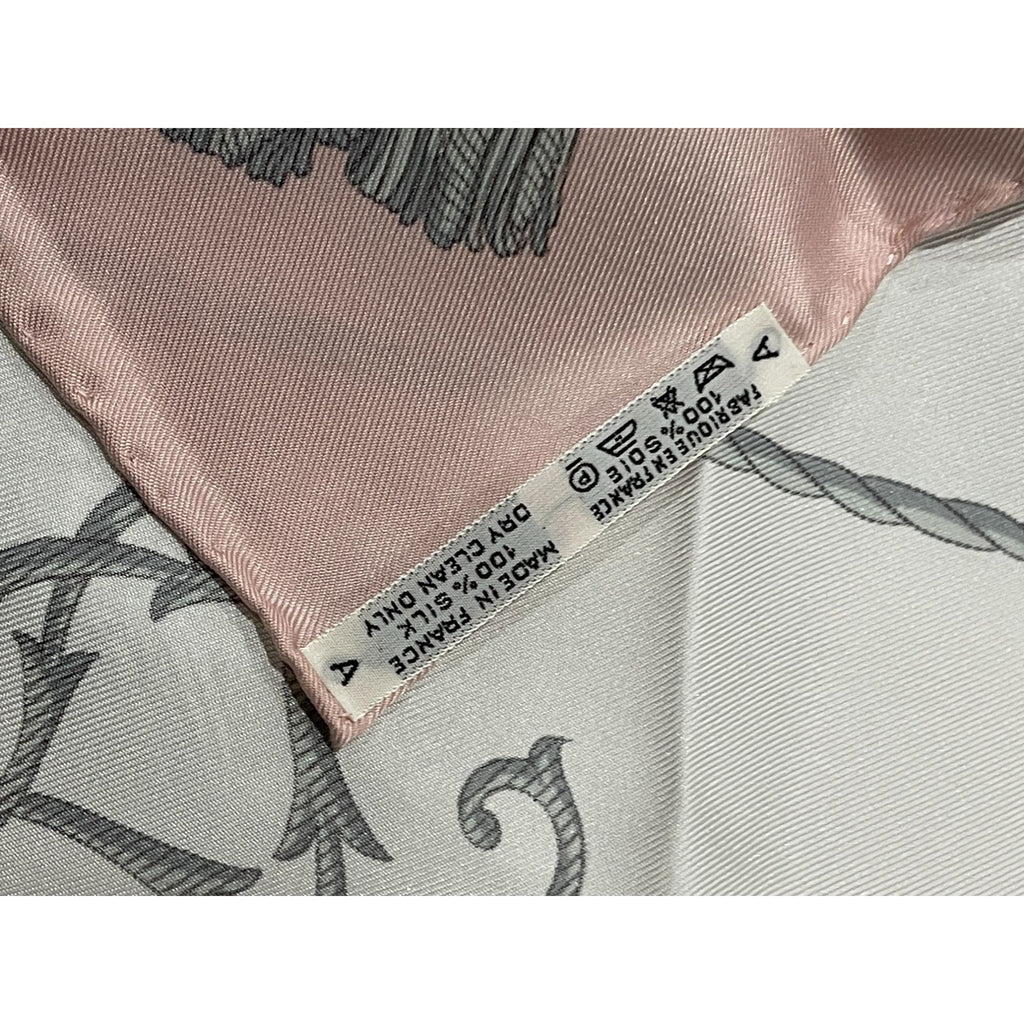 A
FABRIQUE EN FRANCE
100% SOIE
P
MADE IN FRANCE
100% SILK
DRY CLEAN ONLY
A